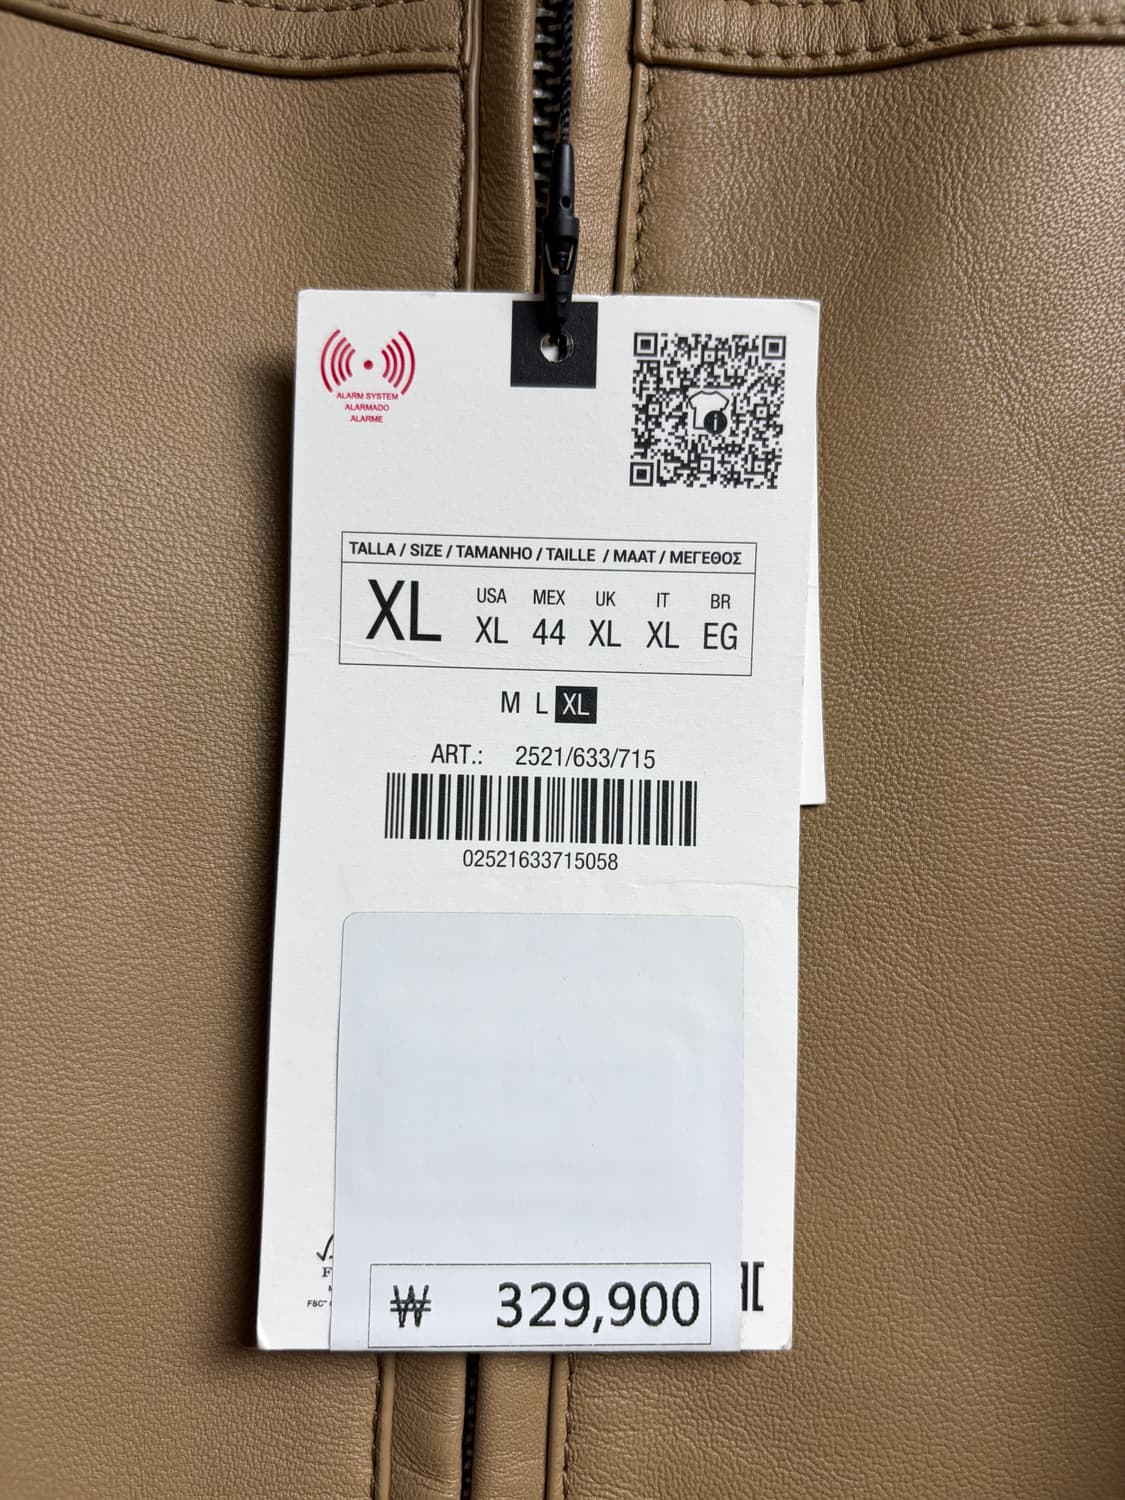 ALARM SYSTEM
ALARMADO
ALARME
TALLA / SIZE / TAMANHO / TAILLE / MAAT / ΜΕΓΕΘΟΣ
XL
USA MEX UK IT BR
XL 44 XL XL EG
M L XL
ART.: 2521/633/715
02521633715058
FSC™
₩ 329,900